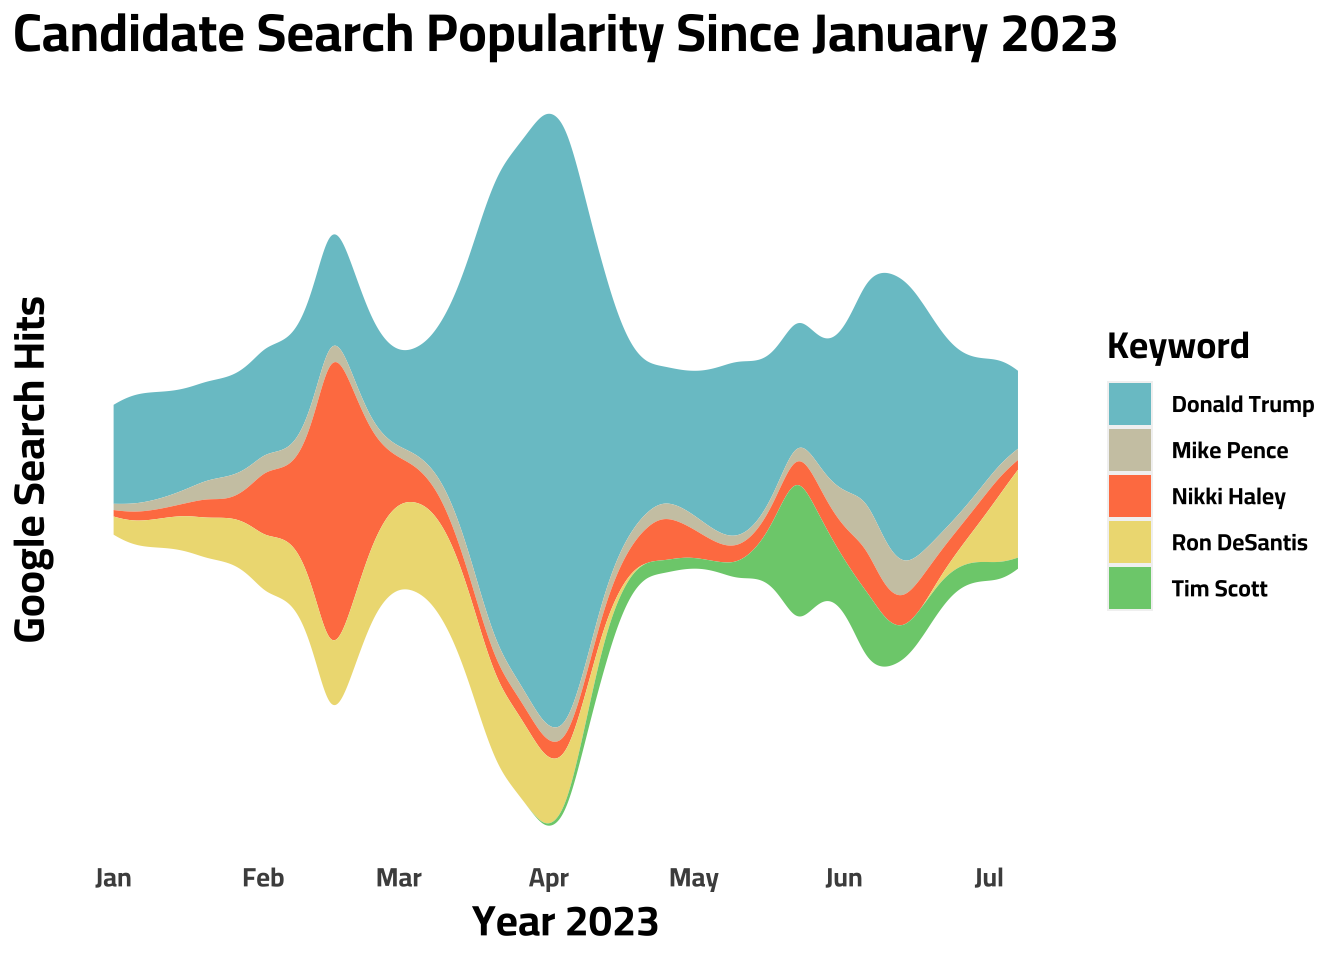 Candidate Search Popularity Since January 2023
Google Search Hits
Keyword
Donald Trump
Mike Pence
Nikki Haley
Ron DeSantis
Tim Scott
Jan Feb Mar Apr May Jun Jul
Year 2023